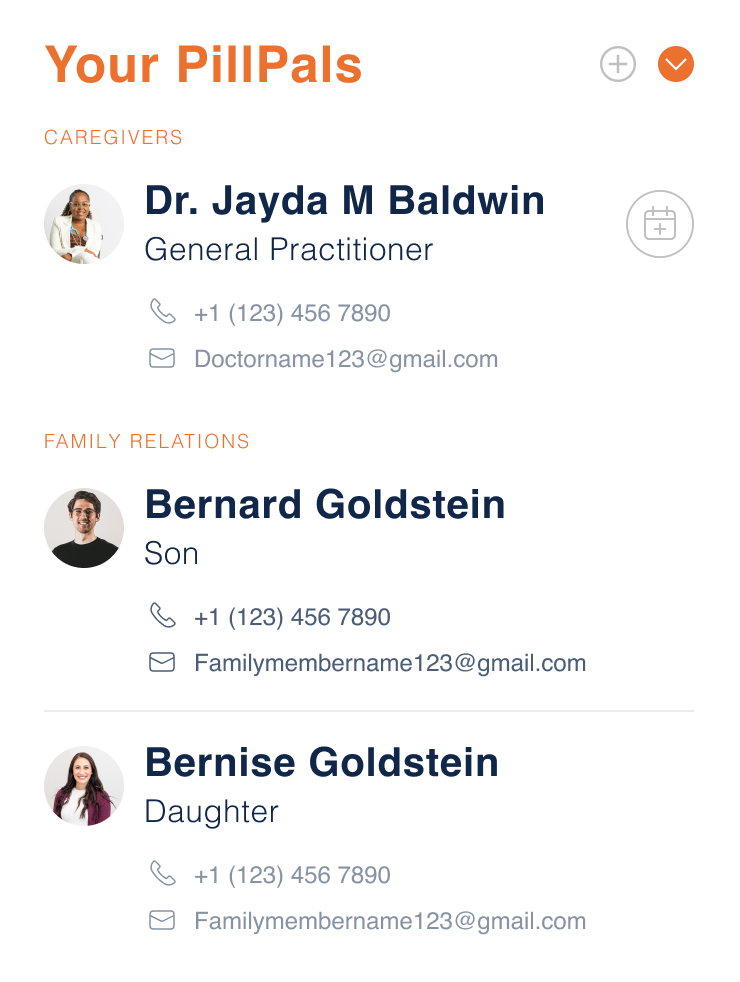 Your PillPals
CAREGIVERS
Dr. Jayda M Baldwin
General Practitioner
+1 (123) 456 7890
Doctorname123@gmail.com
FAMILY RELATIONS
Bernard Goldstein
Son
+1 (123) 456 7890
Familymembername123@gmail.com
Bernise Goldstein
Daughter
+1 (123) 456 7890
Familymembername123@gmail.com